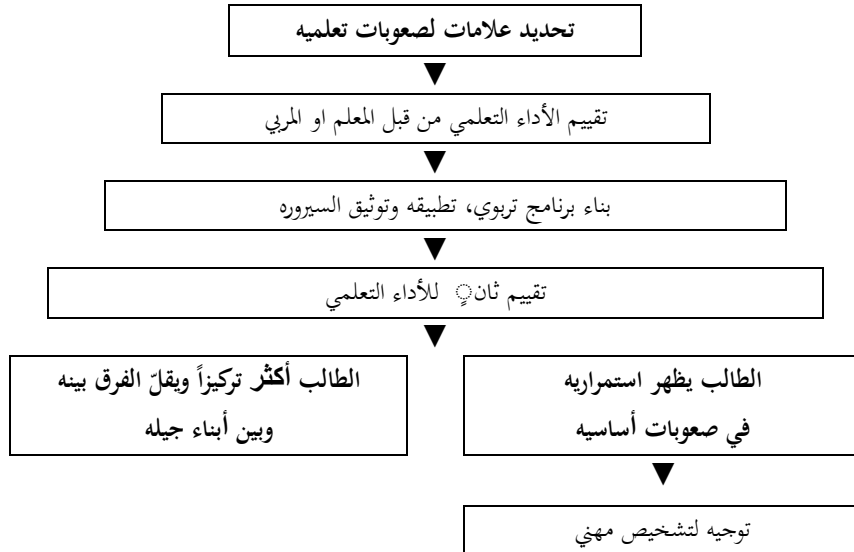 تحديد علامات لصعوبات تعلميه
تقييم الأداء التعلمي من قبل المعلم او المربي
بناء برنامج تربوي، تطبيقه وتوثيق السيروره
تقييم ثانٍ للأداء التعلمي
الطالب يظهر استمراريه
في صعوبات أساسيه
الطالب أكثر تركيزاً ويقلّ الفرق بينه
وبين أبناء جيله
توجيه لتشخيص مهني